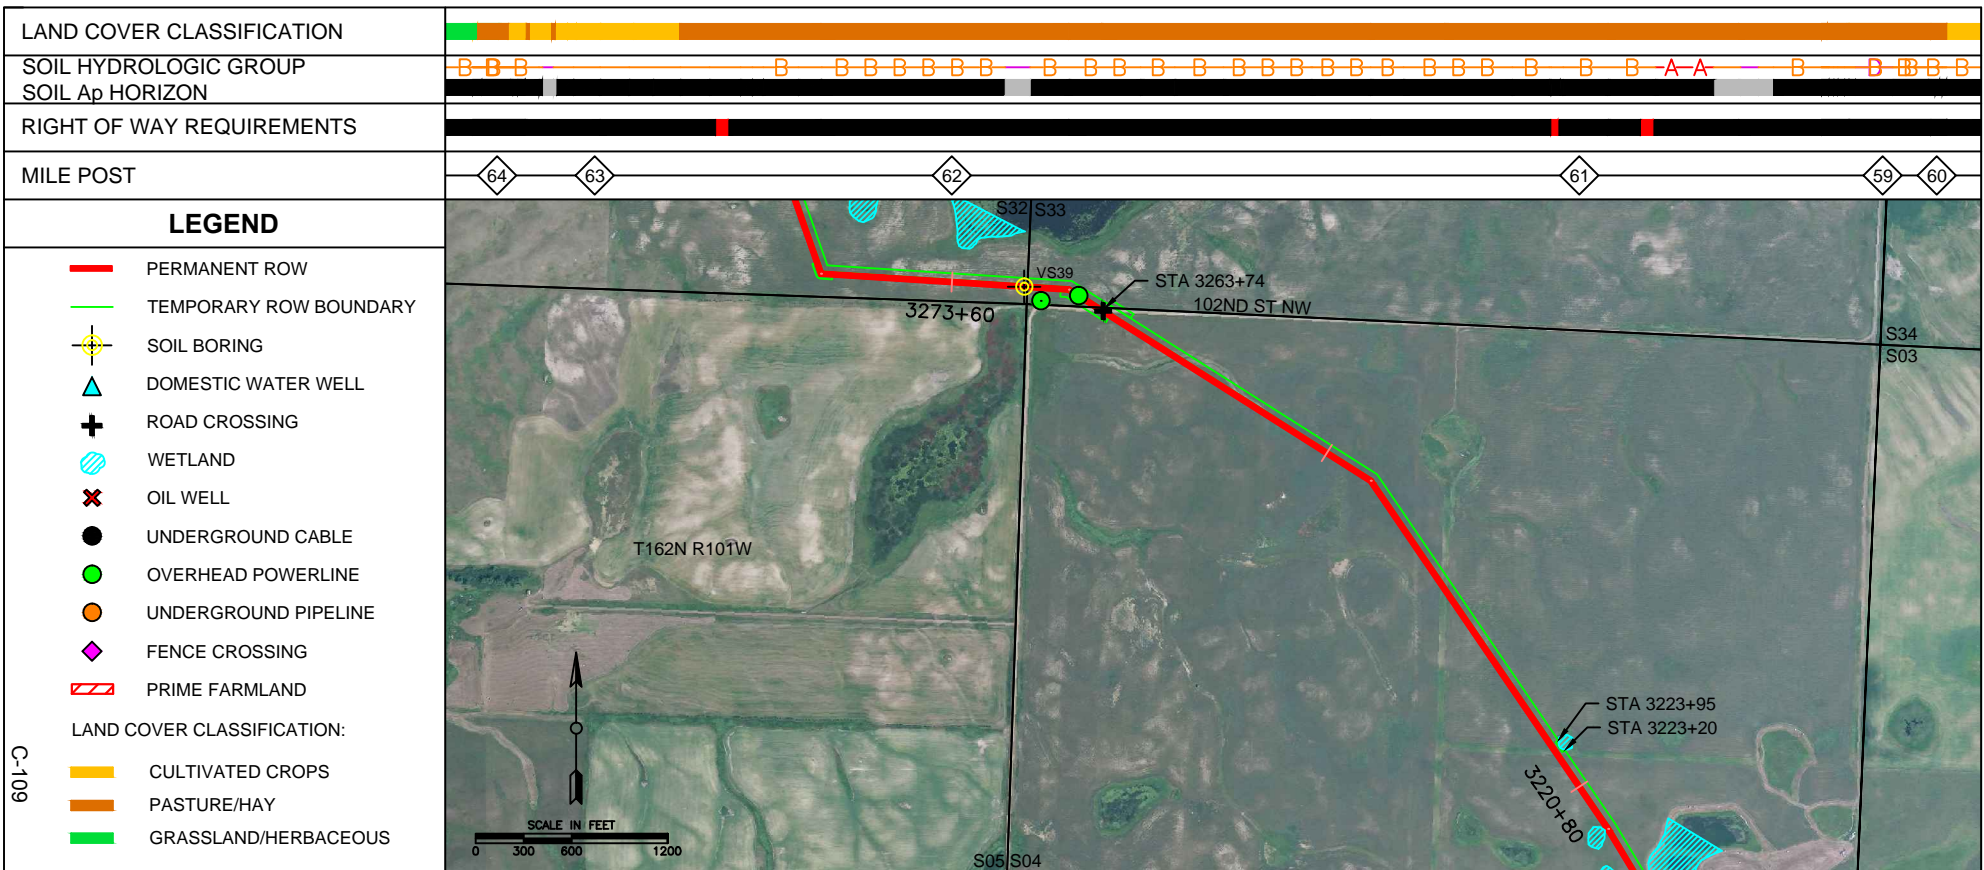 LAND COVER CLASSIFICATION
SOIL HYDROLOGIC GROUP
B B B B B B B B B B B B B B B B B B B B B B B B B B A A B D B B B B
SOIL Ap HORIZON
RIGHT OF WAY REQUIREMENTS
MILE POST
64 63 62 61 59 60
LEGEND
PERMANENT ROW
TEMPORARY ROW BOUNDARY
SOIL BORING
DOMESTIC WATER WELL
ROAD CROSSING
WETLAND
OIL WELL
UNDERGROUND CABLE
OVERHEAD POWERLINE
UNDERGROUND PIPELINE
FENCE CROSSING
PRIME FARMLAND
LAND COVER CLASSIFICATION:
CULTIVATED CROPS
PASTURE/HAY
GRASSLAND/HERBACEOUS
C-109
S32 S33
VS39
STA 3263+74
102ND ST NW
3273+60
S34
S03
T162N R101W
STA 3223+95
STA 3223+20
3220+80
SCALE IN FEET
0 300 600 1200
S05 S04